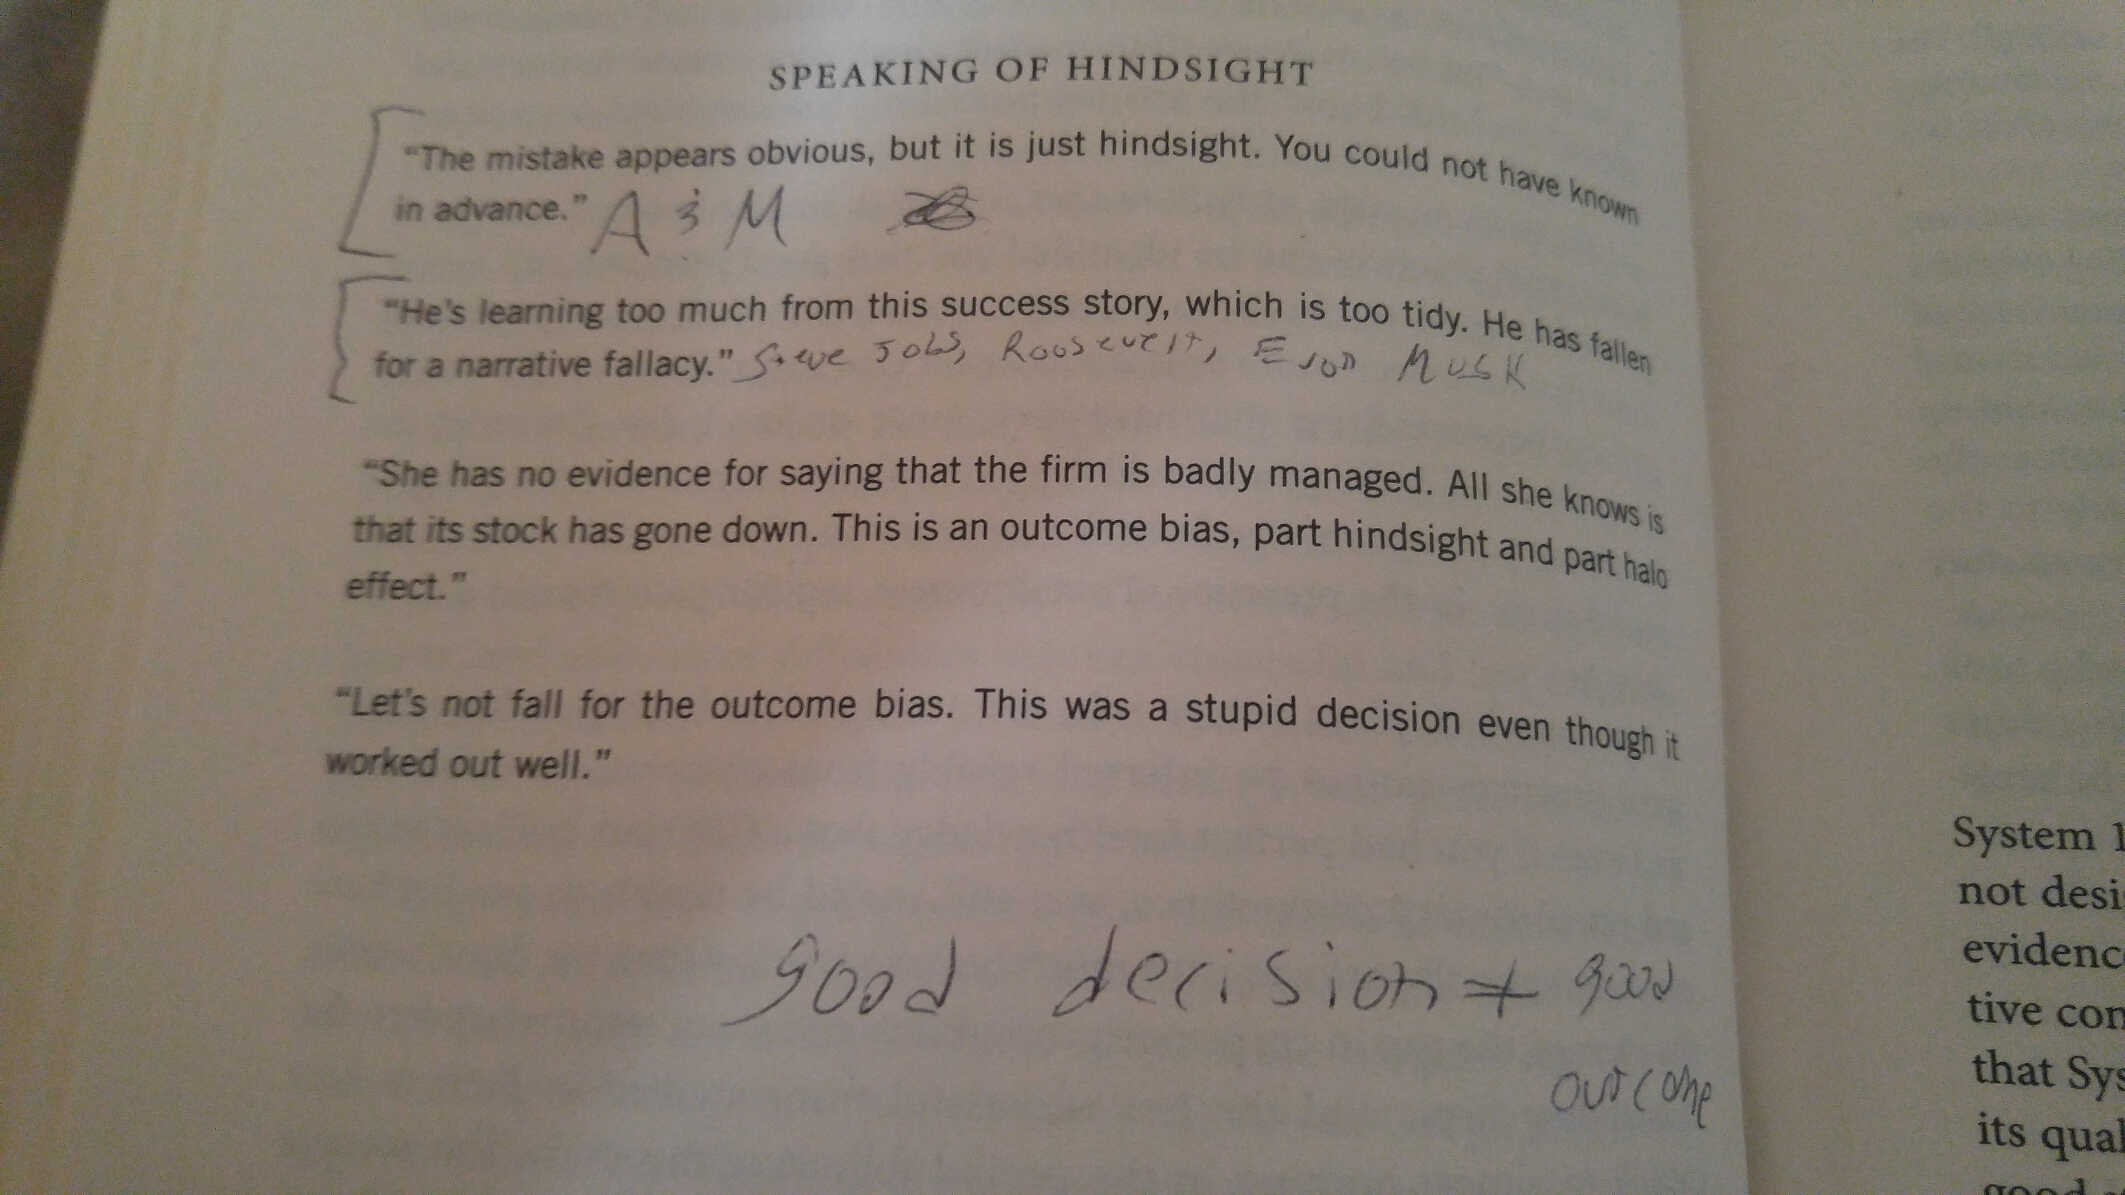 SPEAKING OF HINDSIGHT
“The mistake appears obvious, but it is just hindsight. You could not have known
in advance.” A & M
“He’s learning too much from this success story, which is too tidy. He has fallen
for a narrative fallacy.” Steve Jobs, Roosevelt, Elon Musk
“She has no evidence for saying that the firm is badly managed. All she knows is
that its stock has gone down. This is an outcome bias, part hindsight and part halo
effect.”
“Let’s not fall for the outcome bias. This was a stupid decision even though it
worked out well.”
good decision ≠ good
outcome
System 1
not desi
evidenc
tive con
that Sys
its qual